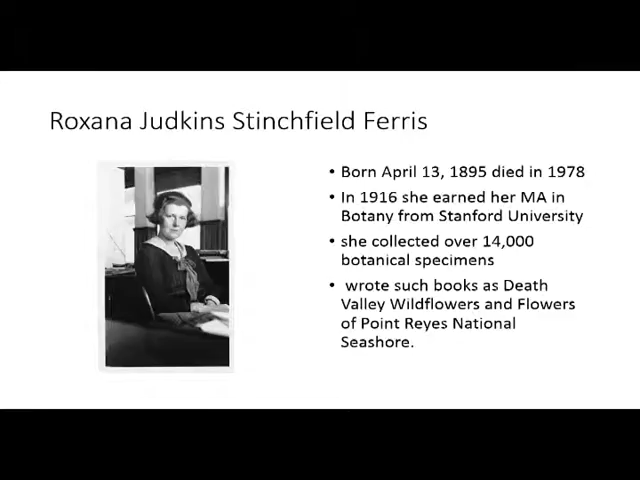 Roxana Judkins Stinchfield Ferris
• Born April 13, 1895 died in 1978
• In 1916 she earned her MA in
Botany from Stanford University
• she collected over 14,000
botanical specimens
• wrote such books as Death
Valley Wildflowers and Flowers
of Point Reyes National
Seashore.